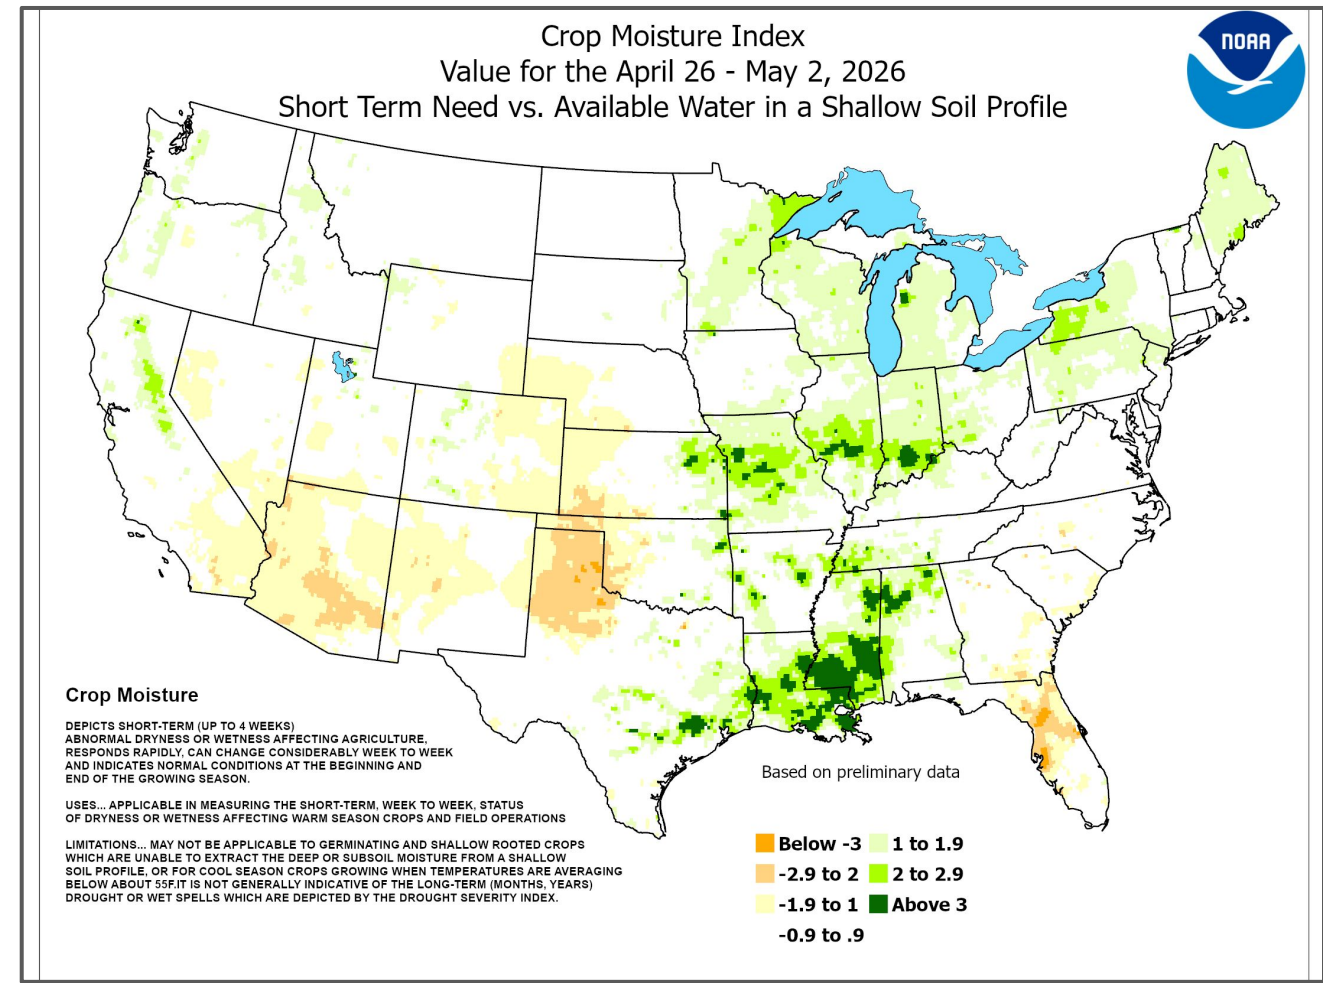 Crop Moisture Index
Value for the April 26 - May 2, 2026
Short Term Need vs. Available Water in a Shallow Soil Profile
NOAA
Crop Moisture
DEPICTS SHORT-TERM (UP TO 4 WEEKS)
ABNORMAL DRYNESS OR WETNESS AFFECTING AGRICULTURE,
RESPONDS RAPIDLY, CAN CHANGE CONSIDERABLY WEEK TO WEEK
AND INDICATES NORMAL CONDITIONS AT THE BEGINNING AND
END OF THE GROWING SEASON.
USES... APPLICABLE IN MEASURING THE SHORT-TERM, WEEK TO WEEK, STATUS
OF DRYNESS OR WETNESS AFFECTING WARM SEASON CROPS AND FIELD OPERATIONS
LIMITATIONS... MAY NOT BE APPLICABLE TO GERMINATING AND SHALLOW ROOTED CROPS
WHICH ARE UNABLE TO EXTRACT THE DEEP OR SUBSOIL MOISTURE FROM A SHALLOW
SOIL PROFILE, OR FOR COOL SEASON CROPS GROWING WHEN TEMPERATURES ARE AVERAGING
BELOW ABOUT 55F.IT IS NOT GENERALLY INDICATIVE OF THE LONG-TERM (MONTHS, YEARS)
DROUGHT OR WET SPELLS WHICH ARE DEPICTED BY THE DROUGHT SEVERITY INDEX.
Based on preliminary data
Below -3
-2.9 to 2
-1.9 to 1
-0.9 to .9
1 to 1.9
2 to 2.9
Above 3